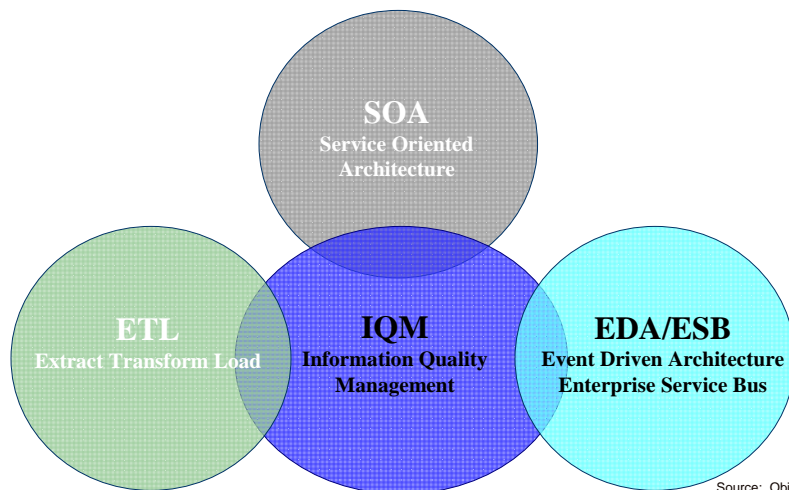 SOA
Service Oriented
Architecture
ETL
Extract Transform Load
IQM
Information Quality
Management
EDA/ESB
Event Driven Architecture
Enterprise Service Bus
Source: